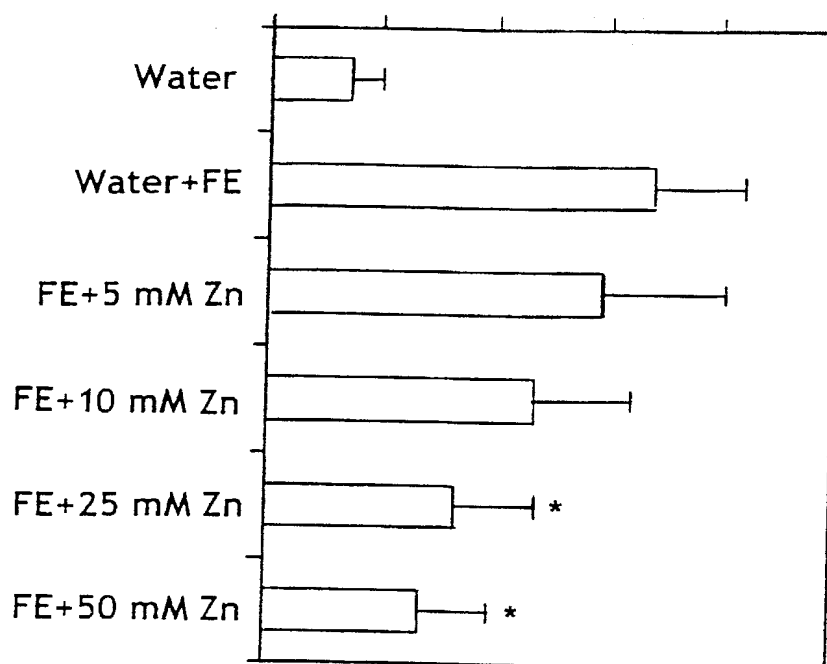 Water
Water+FE
FE+5 mM Zn
FE+10 mM Zn
FE+25 mM Zn *
FE+50 mM Zn *